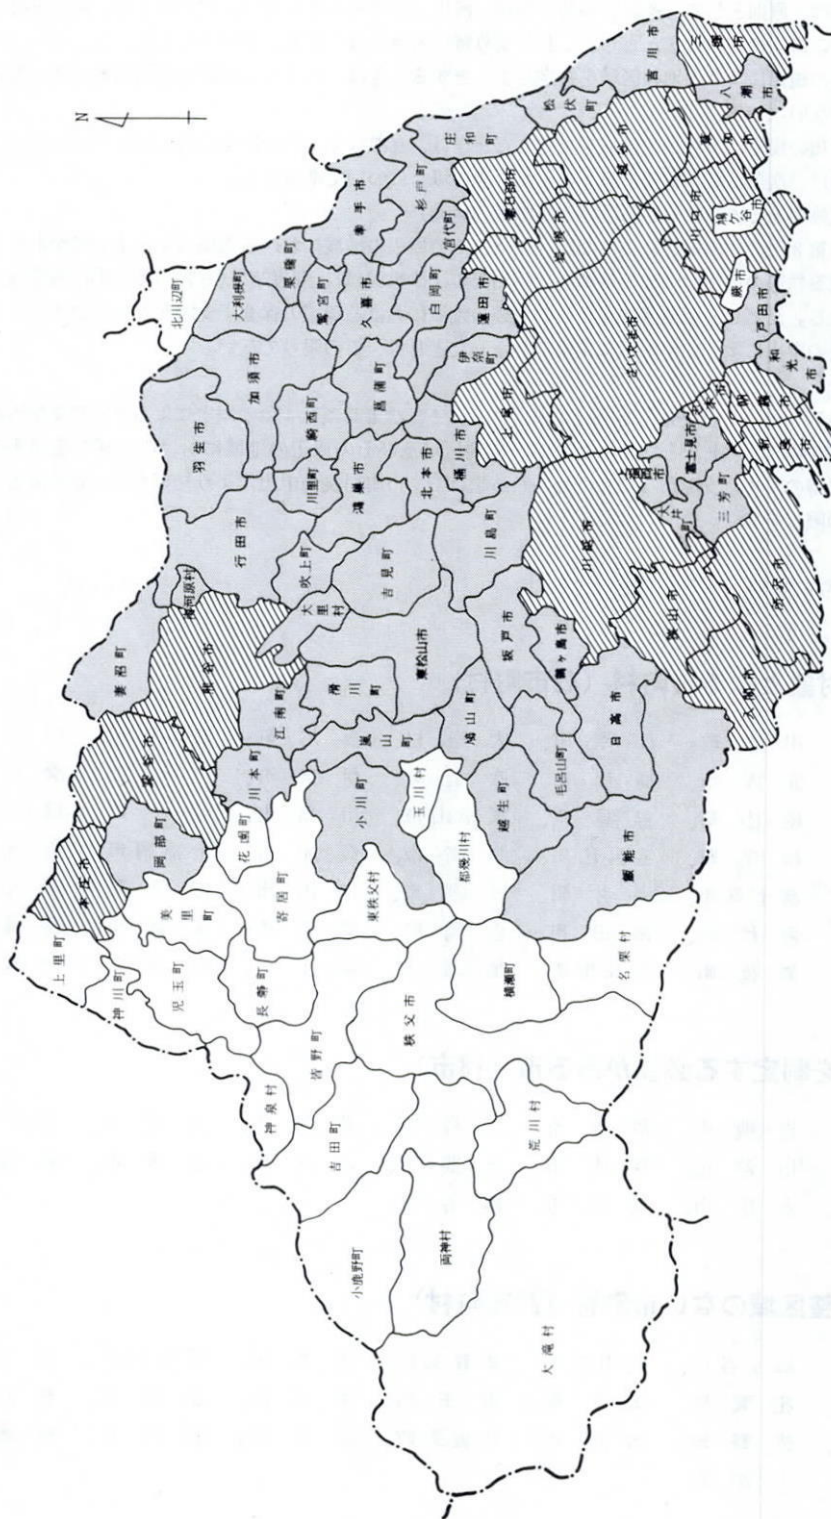 N
北川辺町
大利根町
栗橋町
幸手市
鷲宮町
久喜市
杉戸町
宮代町
白岡町
蓮田市
庄和町
松伏町
吉川市
三郷市
八潮市
草加市
越谷市
春日部市
岩槻市
川口市
鳩ヶ谷市
蕨市
戸田市
和光市
さいたま市
朝霞市
志木市
新座市
富士見市
三芳町
大井町
上福岡市
上尾市
伊奈町
桶川市
北本市
菖蒲町
騎西町
加須市
羽生市
川里町
鴻巣市
行田市
吹上町
吉見町
川島町
川越市
所沢市
狭山市
入間市
南河原村
大里村
妻沼町
熊谷市
東松山市
滑川町
江南町
嵐山町
坂戸市
鶴ヶ島市
日高市
鳩山町
毛呂山町
越生町
飯能市
深谷市
川本町
花園町
小川町
玉川村
都幾川村
岡部町
本庄市
美里町
寄居町
東秩父村
上里町
神川町
児玉町
長瀞町
皆野町
秩父市
横瀬町
名栗村
神泉村
吉田町
荒川村
小鹿野町
両神村
大滝村